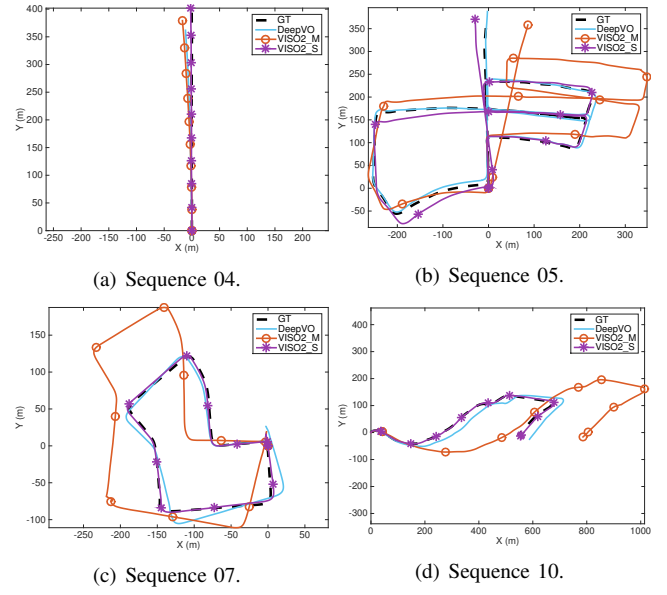 400
350
300
250
200
150
100
50
0
Y (m)
-250 -200 -150 -100 -50 0 50 100 150 200
X (m)
GT
DeepVO
VISO2_M
VISO2_S
(a) Sequence 04.
350
300
250
200
150
100
50
0
-50
Y (m)
-200 -100 0 100 200 300
X (m)
GT
DeepVO
VISO2_M
VISO2_S
(b) Sequence 05.
150
100
50
0
-50
-100
Y (m)
-200 -150 -100 -50 0 50
X (m)
GT
DeepVO
VISO2_M
VISO2_S
(c) Sequence 07.
400
300
200
100
0
-100
-200
-300
Y (m)
0 200 400 600 800 1000
X (m)
GT
DeepVO
VISO2_M
VISO2_S
(d) Sequence 10.